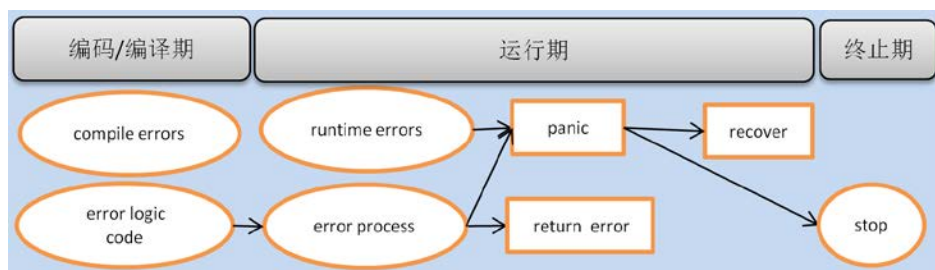 编码/编译期
运行期
终止期
compile errors
runtime errors
panic
recover
error logic
code
error process
return error
stop